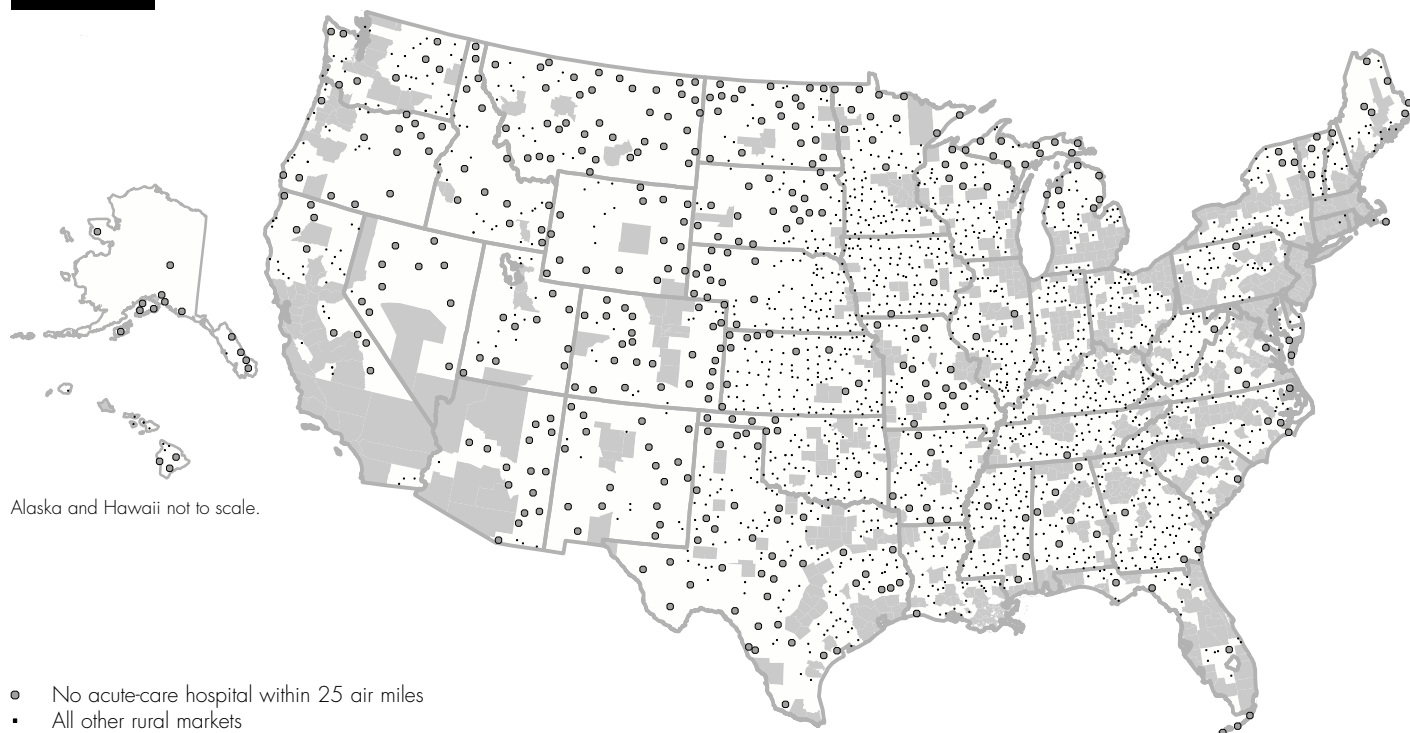 Alaska and Hawaii not to scale.
No acute-care hospital within 25 air miles
All other rural markets